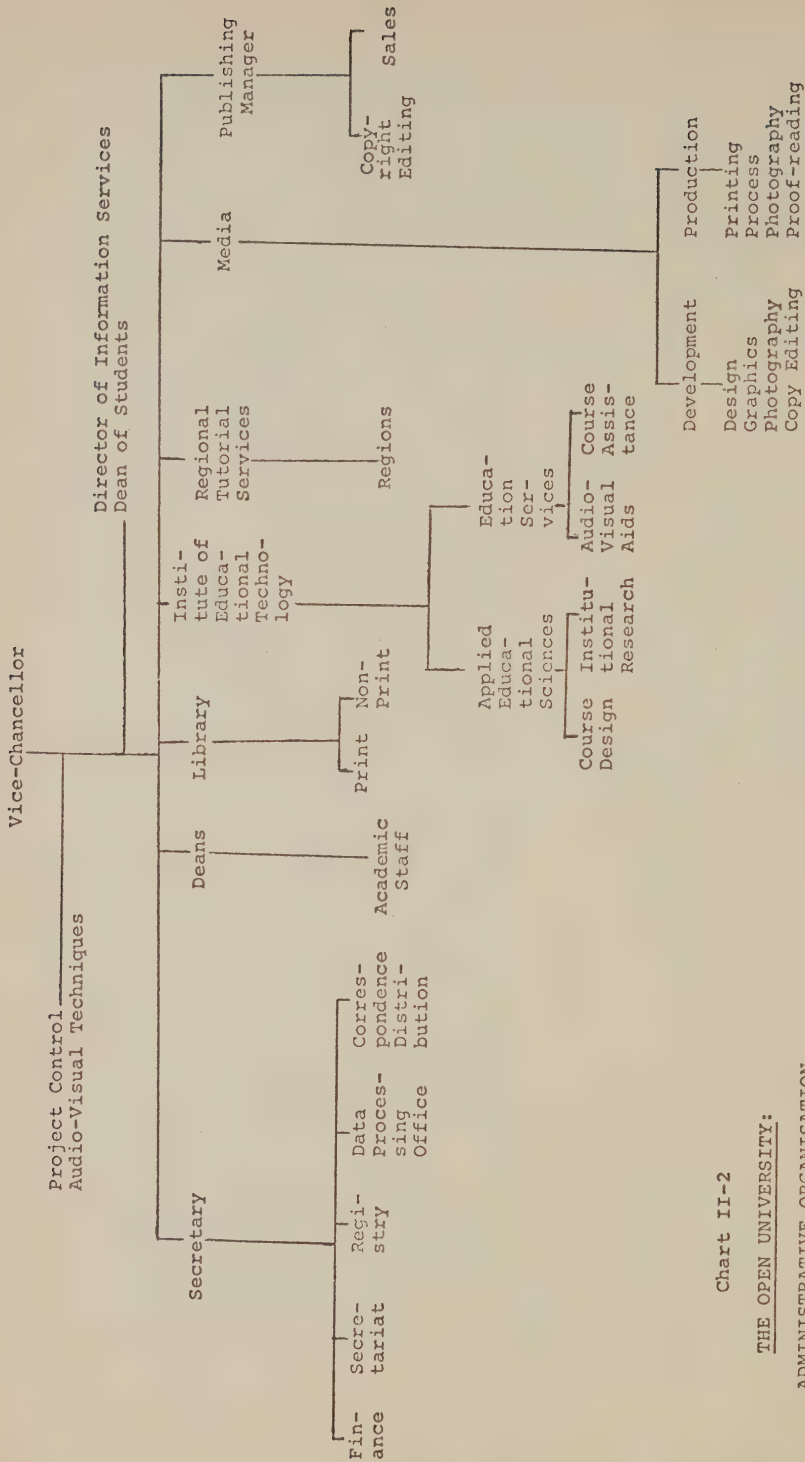 Vice-Chancellor
Project Control
Audio-Visual Techniques
Director of Information Services
Dean of Students
Secretary
Deans
Library
Insti-
tute of
Educa-
tional
Techno-
logy
Regional
Tutorial
Services
Media
Publishing
Manager
Fin-
ance
Secre-
tariat
Regi-
stry
Data
Proces-
sing
Office
Corres-
pondence
Distri-
bution
Academic
Staff
Print
Non-
Print
Regions
Copy-
right
Editing
Sales
Applied
Educa-
tional
Sciences
Educa-
tion
Ser-
vices
Course
Design
Institu-
tional
Research
Audio-
Visual
Aids
Course
Assis-
tance
Development
Design
Graphics
Photography
Copy Editing
Production
Printing
Process
Photography
Proof-reading
Chart II-2
THE OPEN UNIVERSITY:
ADMINISTRATIVE ORGANISATION